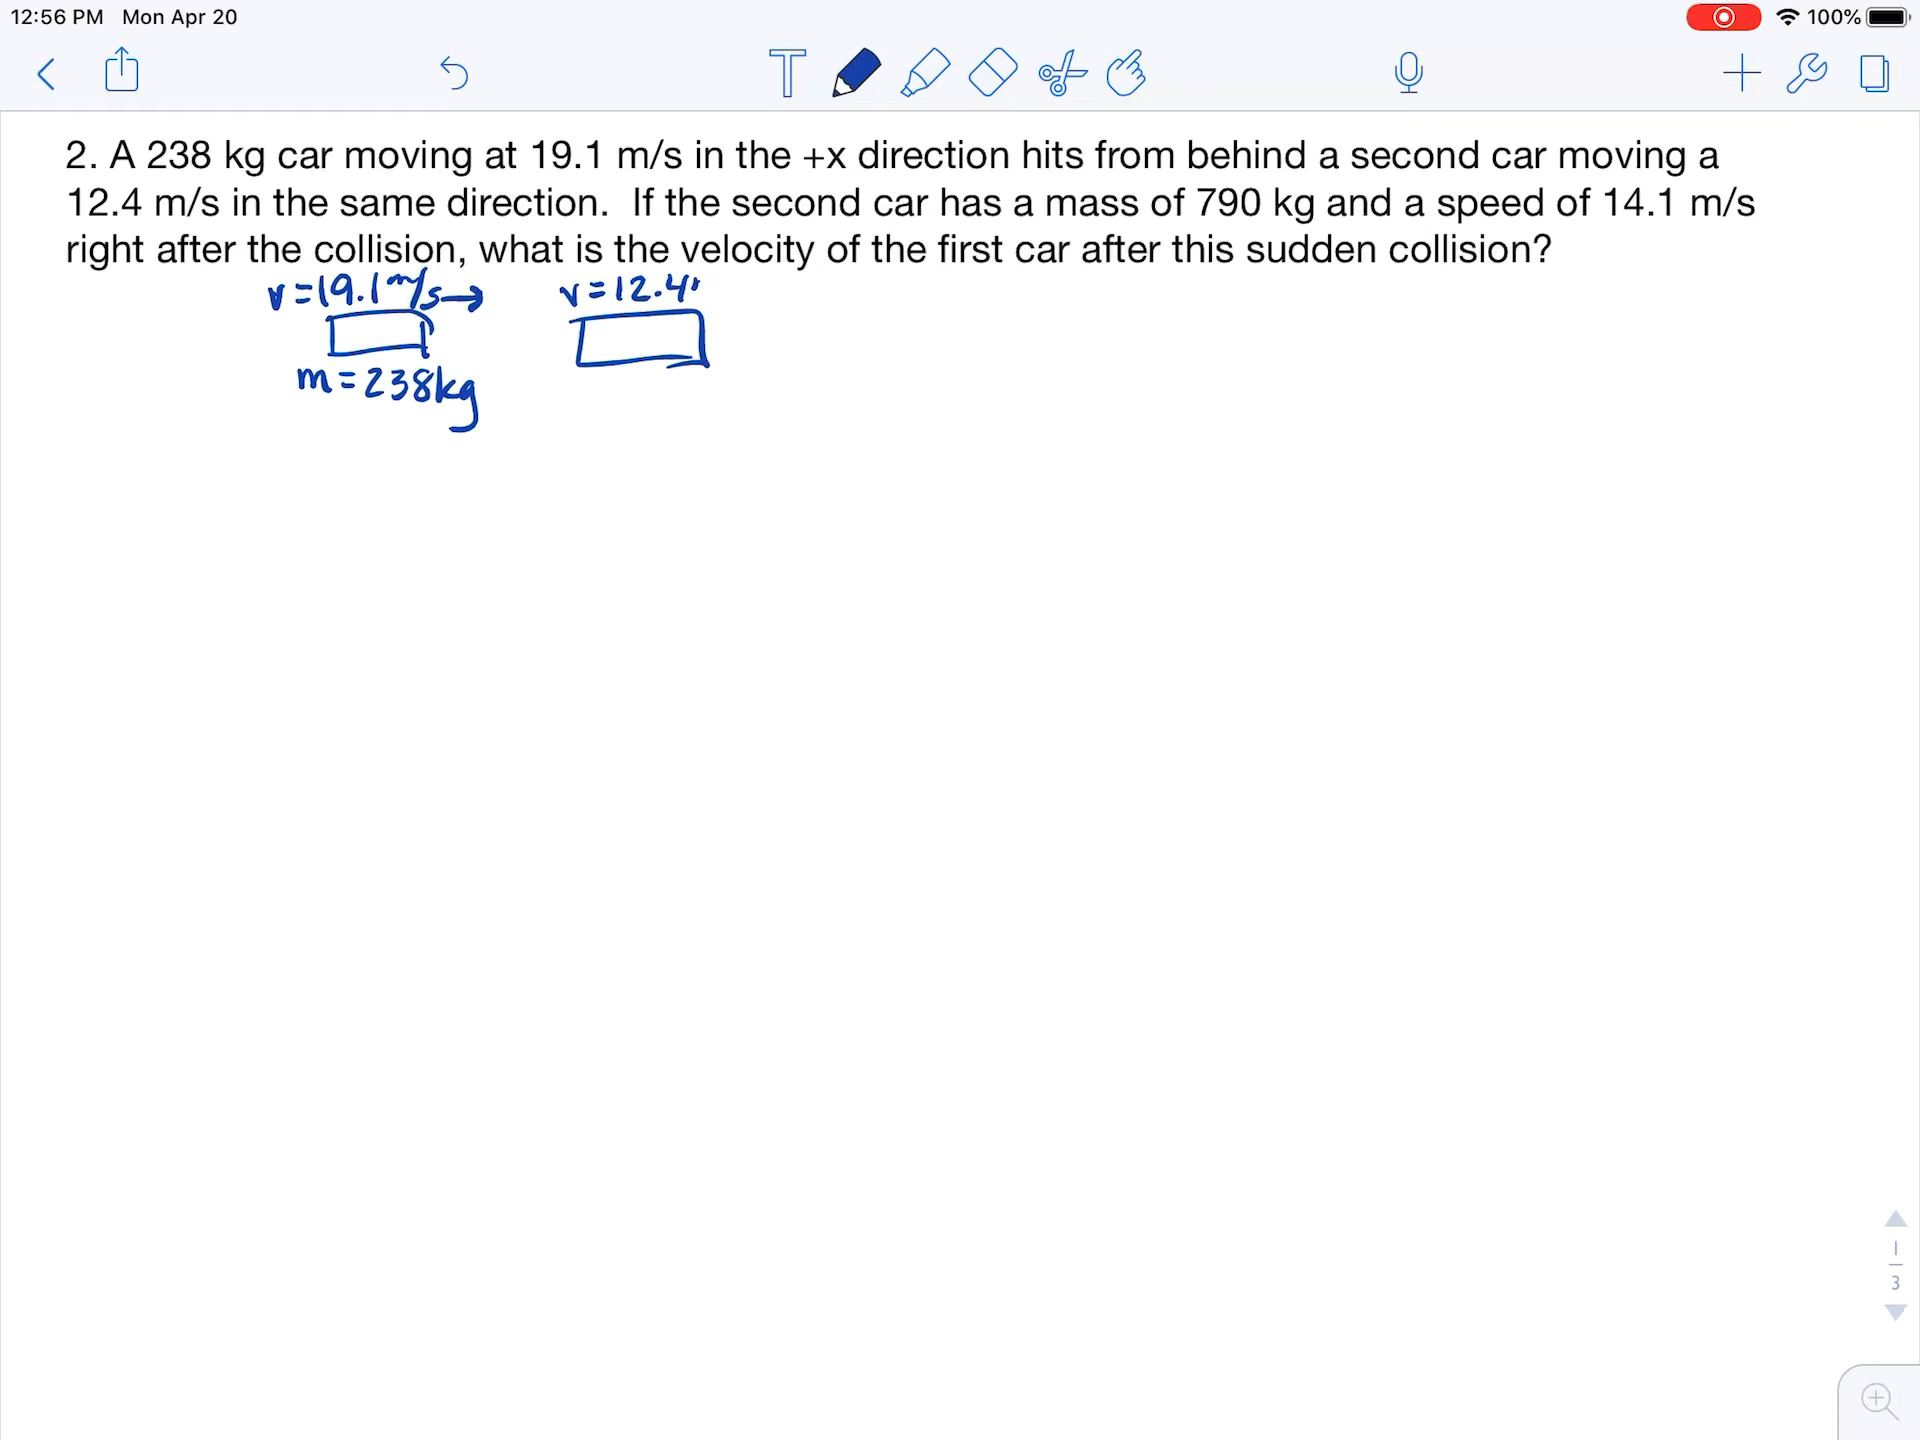 12:56 PM Mon Apr 20 100%
T
2. A 238 kg car moving at 19.1 m/s in the +x direction hits from behind a second car moving a
12.4 m/s in the same direction. If the second car has a mass of 790 kg and a speed of 14.1 m/s
right after the collision, what is the velocity of the first car after this sudden collision?
v=19.1 m/s→ v=12.4
m=238kg
1
3